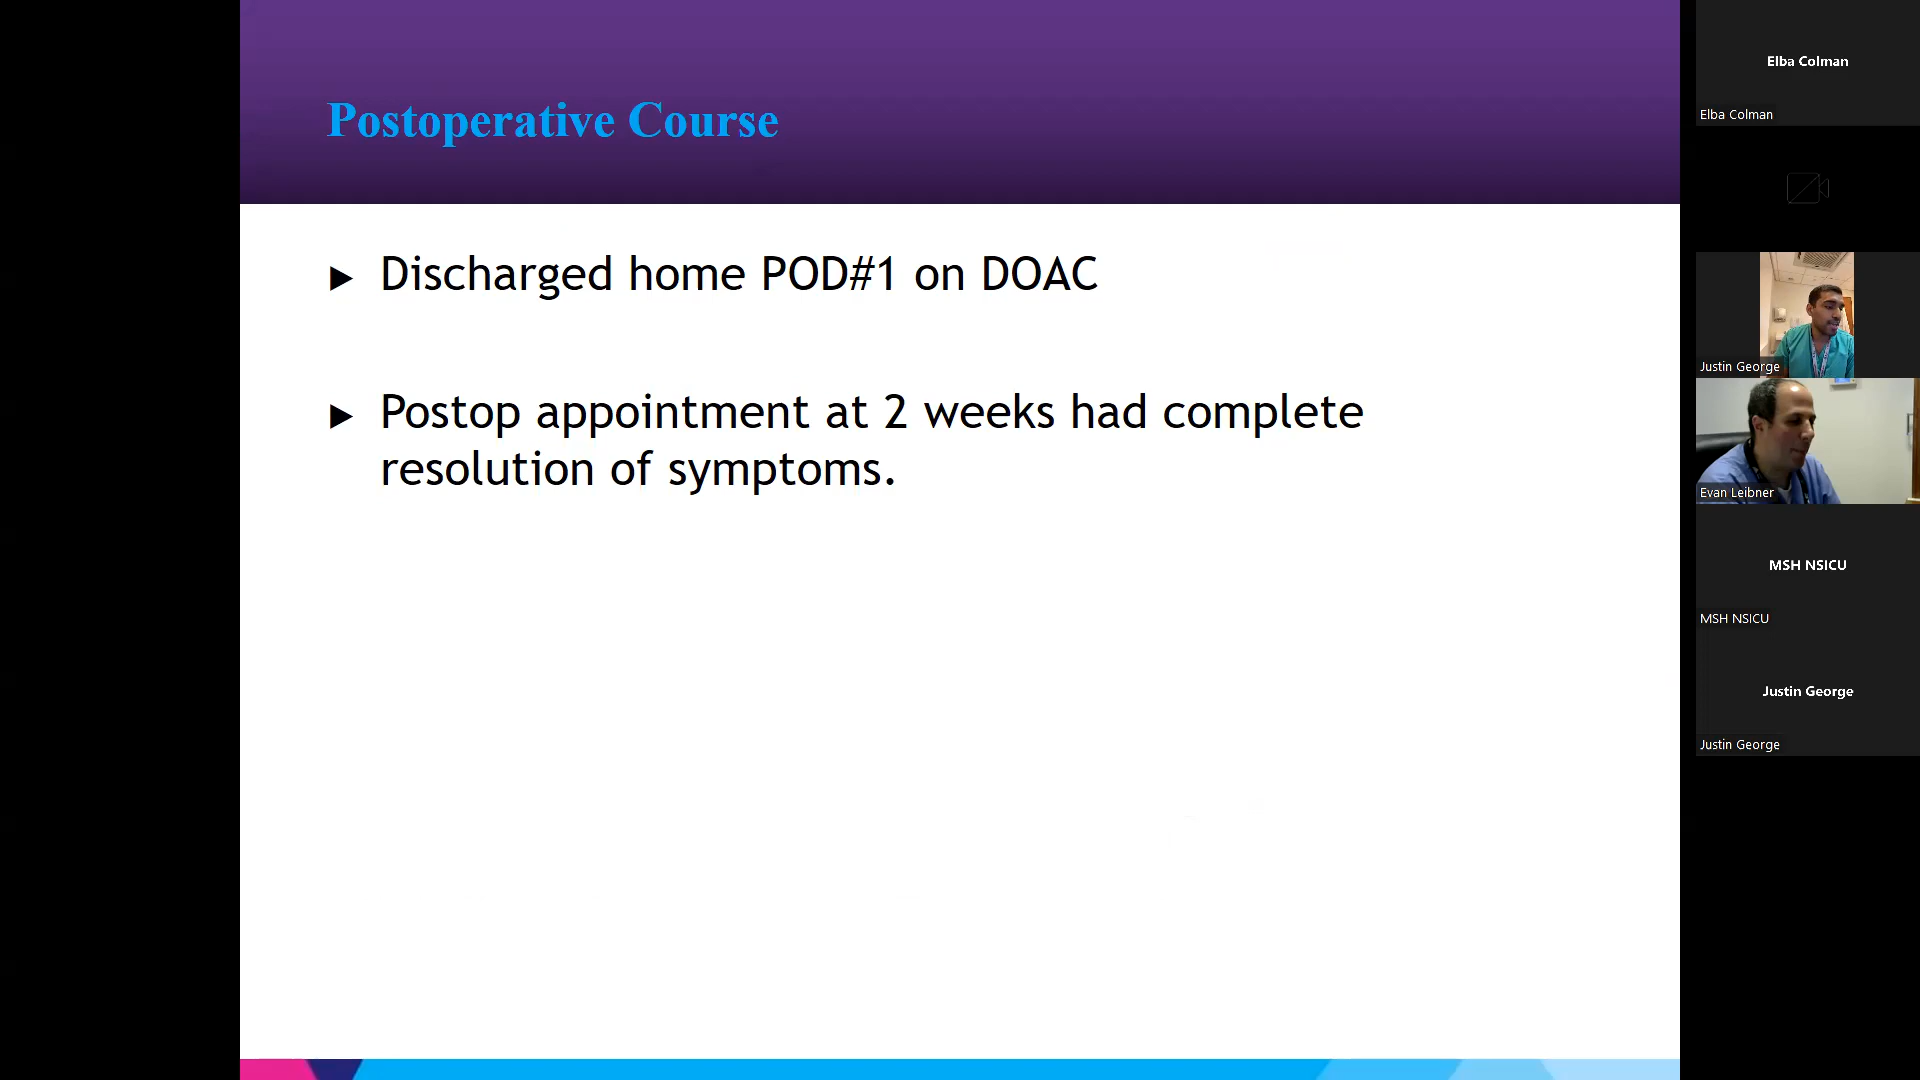 Postoperative Course
► Discharged home POD#1 on DOAC
► Postop appointment at 2 weeks had complete
resolution of symptoms.
Elba Colman
Elba Colman
Justin George
Evan Leibner
MSH NSICU
MSH NSICU
Justin George
Justin George